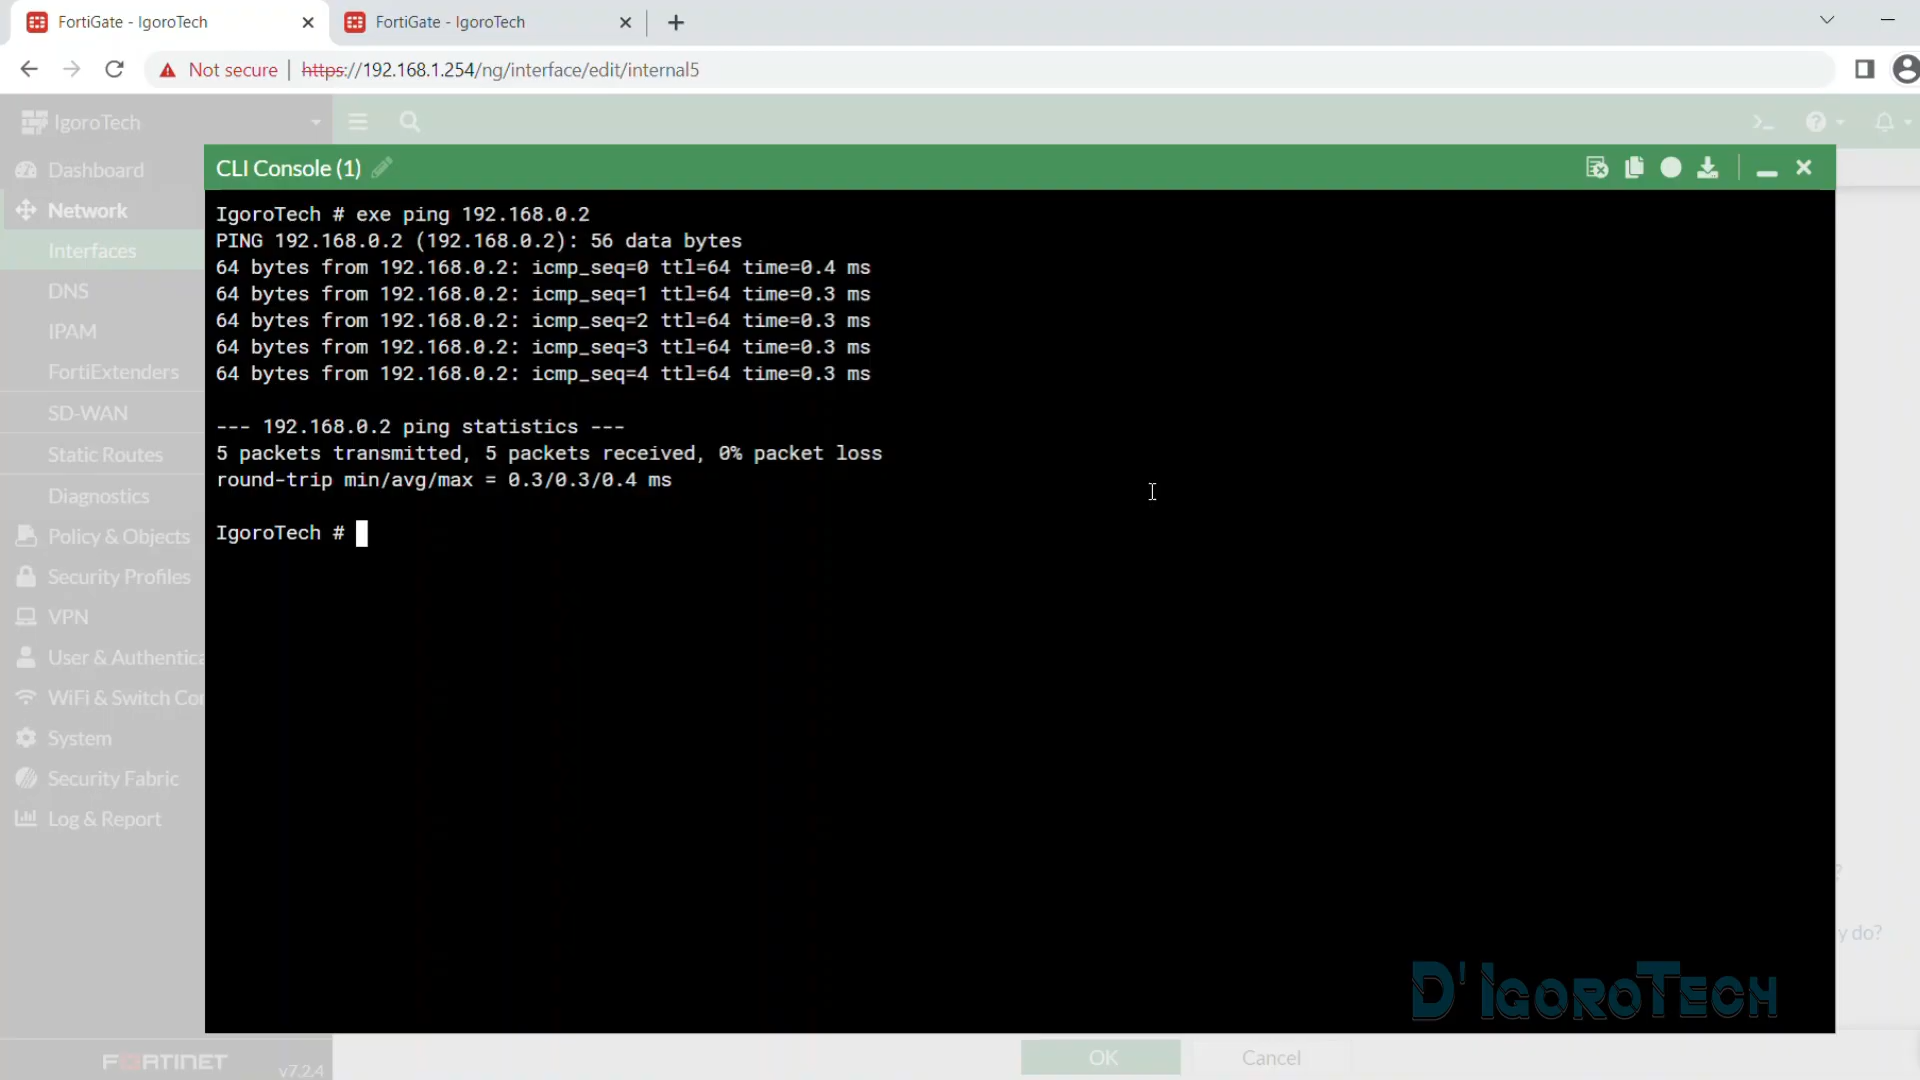 FortiGate - IgoroTech
FortiGate - IgoroTech
Not secure | https://192.168.1.254/ng/interface/edit/internal5
IgoroTech
Dashboard
Network
Interfaces
DNS
IPAM
FortiExtenders
SD-WAN
Static Routes
Diagnostics
Policy & Objects
Security Profiles
VPN
User & Authentica
WiFi & Switch Cor
System
Security Fabric
Log & Report
FORTINET
v7.2.4
CLI Console (1)
IgoroTech # exe ping 192.168.0.2
PING 192.168.0.2 (192.168.0.2): 56 data bytes
64 bytes from 192.168.0.2: icmp_seq=0 ttl=64 time=0.4 ms
64 bytes from 192.168.0.2: icmp_seq=1 ttl=64 time=0.3 ms
64 bytes from 192.168.0.2: icmp_seq=2 ttl=64 time=0.3 ms
64 bytes from 192.168.0.2: icmp_seq=3 ttl=64 time=0.3 ms
64 bytes from 192.168.0.2: icmp_seq=4 ttl=64 time=0.3 ms
--- 192.168.0.2 ping statistics ---
5 packets transmitted, 5 packets received, 0% packet loss
round-trip min/avg/max = 0.3/0.3/0.4 ms
IgoroTech #
?
y do?
D'IGOROTECH
OK
Cancel